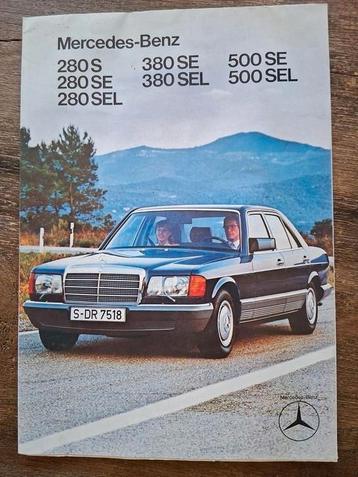 Mercedes-Benz
280 S 380 SE 500 SE
280 SE 380 SEL 500 SEL
280 SEL
S-DR 7518
Mercedes-Benz